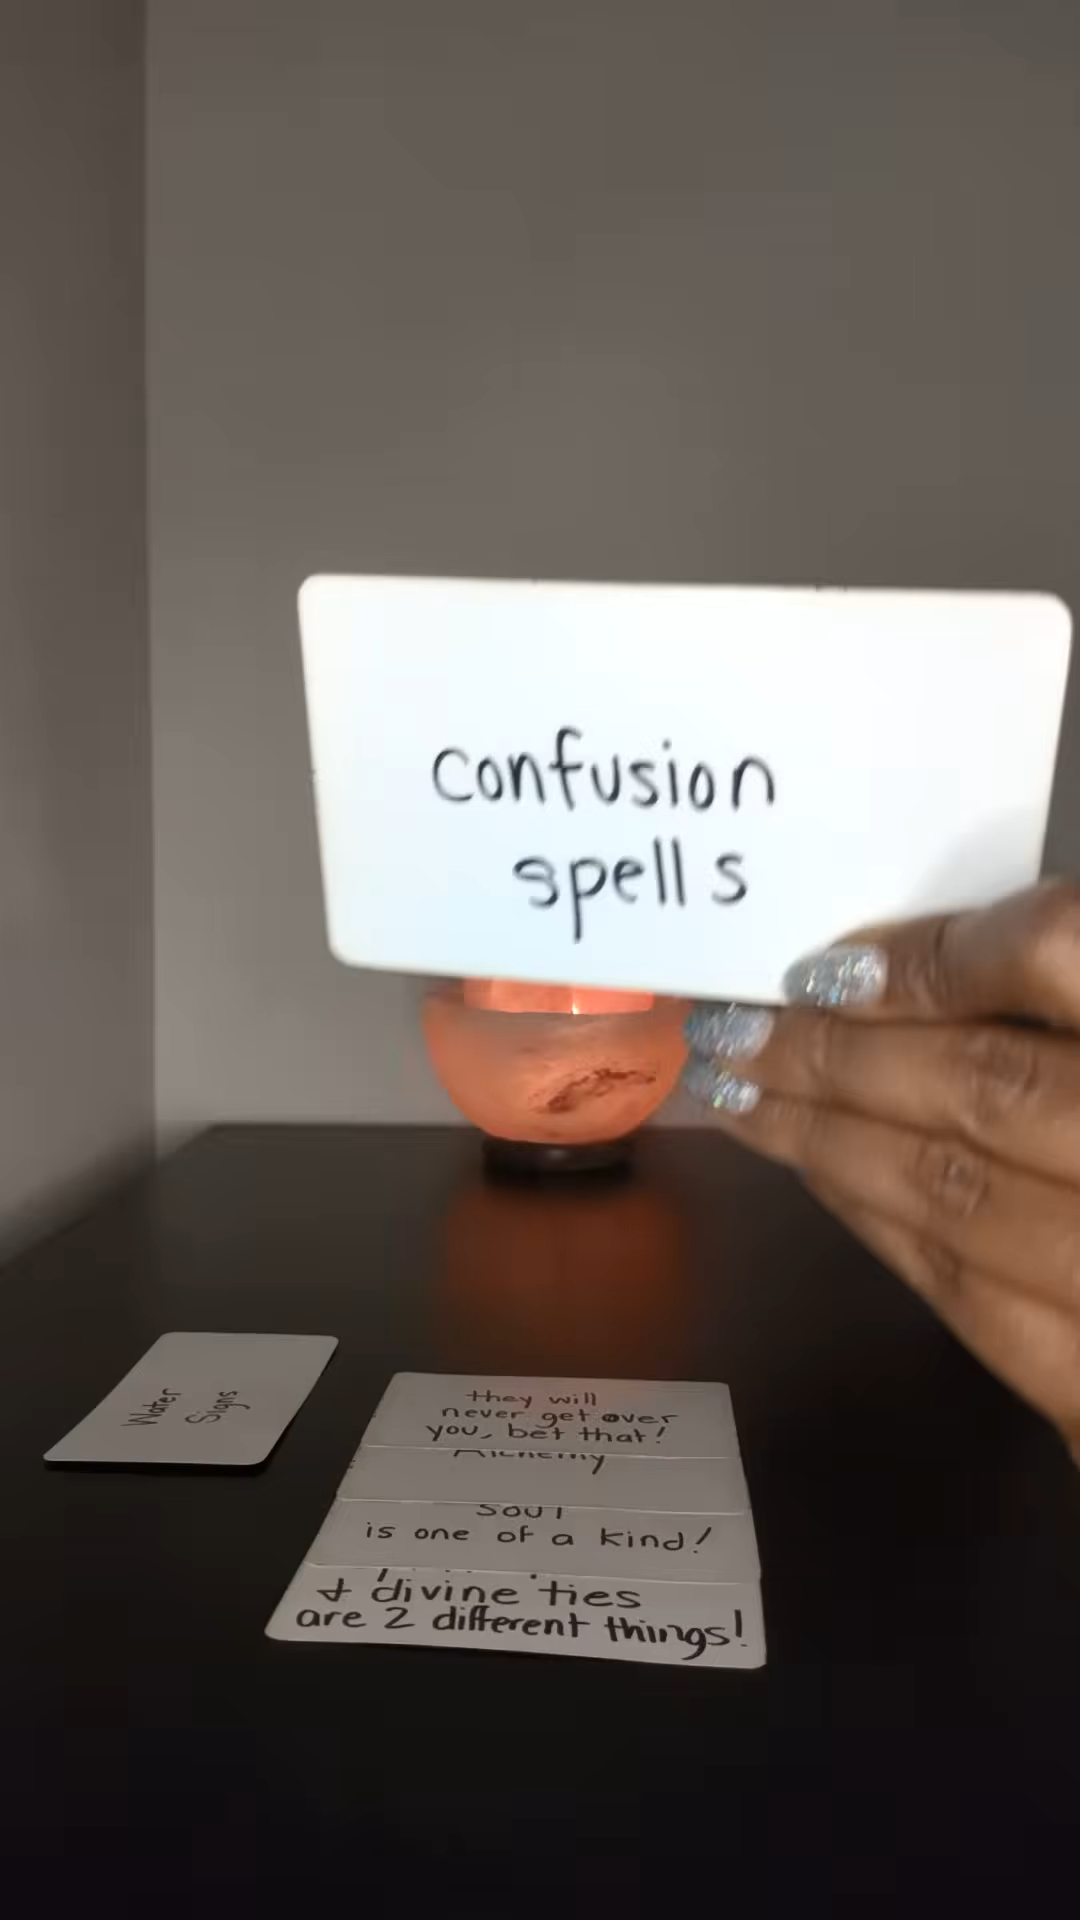 confusion
spells
Water
Signs
they will
never get over
you, bet that!
Alchemy
Soul
is one of a kind!
+ divine ties
are 2 different things!